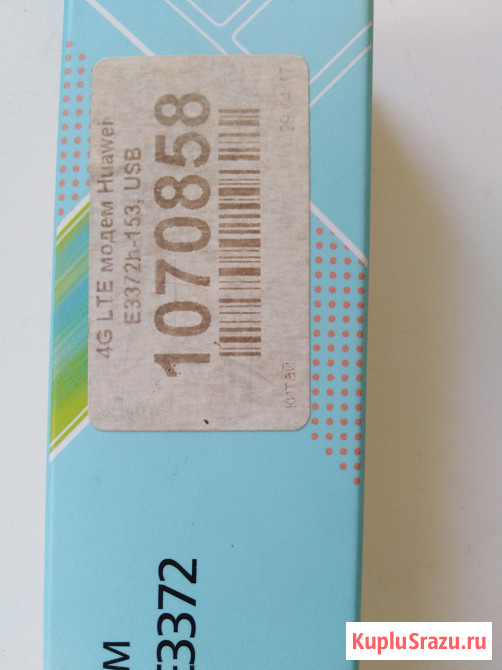 4G LTE модем Huawei
E3372h-153, USB
1070858
29.04.17
китай
E3372
KupluSrazu.ru